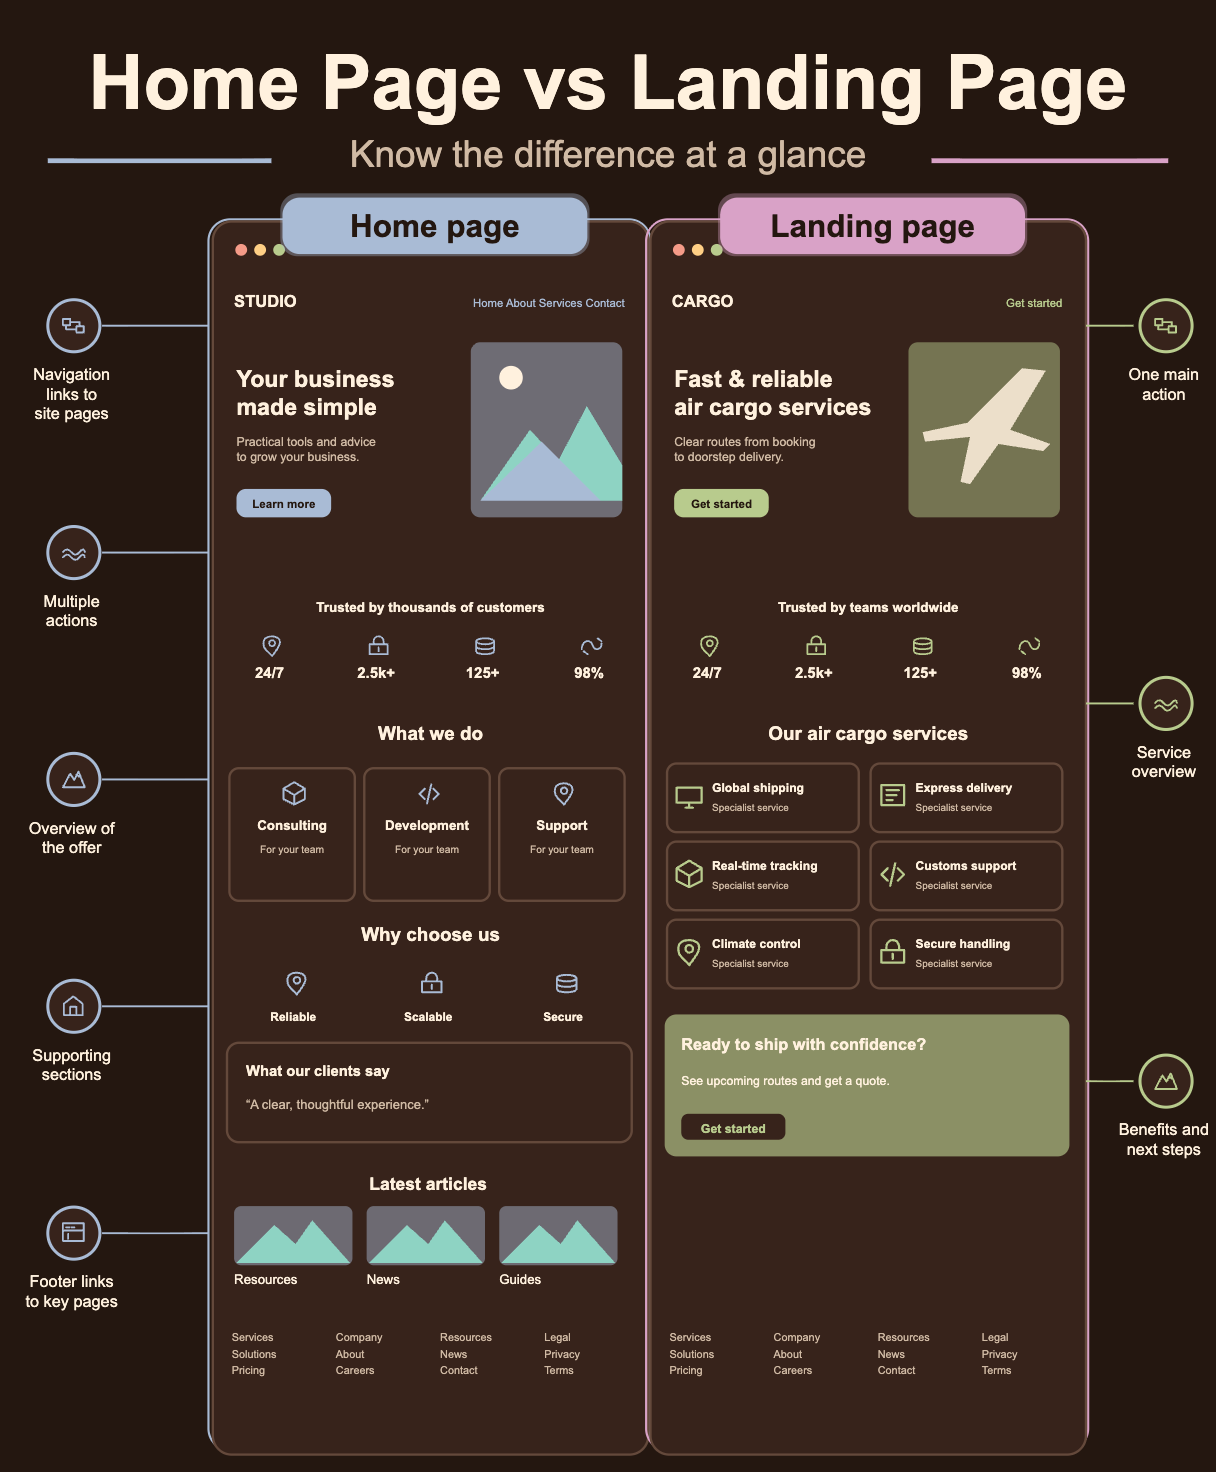 Home Page vs Landing Page
Know the difference at a glance
Home page
STUDIO
Home About Services Contact
Your business
made simple
Practical tools and advice
to grow your business.
Learn more
Trusted by thousands of customers
24/7
2.5k+
125+
98%
What we do
Consulting
For your team
Development
For your team
Support
For your team
Why choose us
Reliable
Scalable
Secure
What our clients say
“A clear, thoughtful experience.”
Latest articles
Resources
News
Guides
Services
Solutions
Pricing
Company
About
Careers
Resources
News
Contact
Legal
Privacy
Terms
Navigation
links to
site pages
Multiple
actions
Overview of
the offer
Supporting
sections
Footer links
to key pages
Landing page
CARGO
Get started
Fast & reliable
air cargo services
Clear routes from booking
to doorstep delivery.
Get started
Trusted by teams worldwide
24/7
2.5k+
125+
98%
Our air cargo services
Global shipping
Specialist service
Express delivery
Specialist service
Real-time tracking
Specialist service
Customs support
Specialist service
Climate control
Specialist service
Secure handling
Specialist service
Ready to ship with confidence?
See upcoming routes and get a quote.
Get started
Services
Solutions
Pricing
Company
About
Careers
Resources
News
Contact
Legal
Privacy
Terms
One main
action
Service
overview
Benefits and
next steps